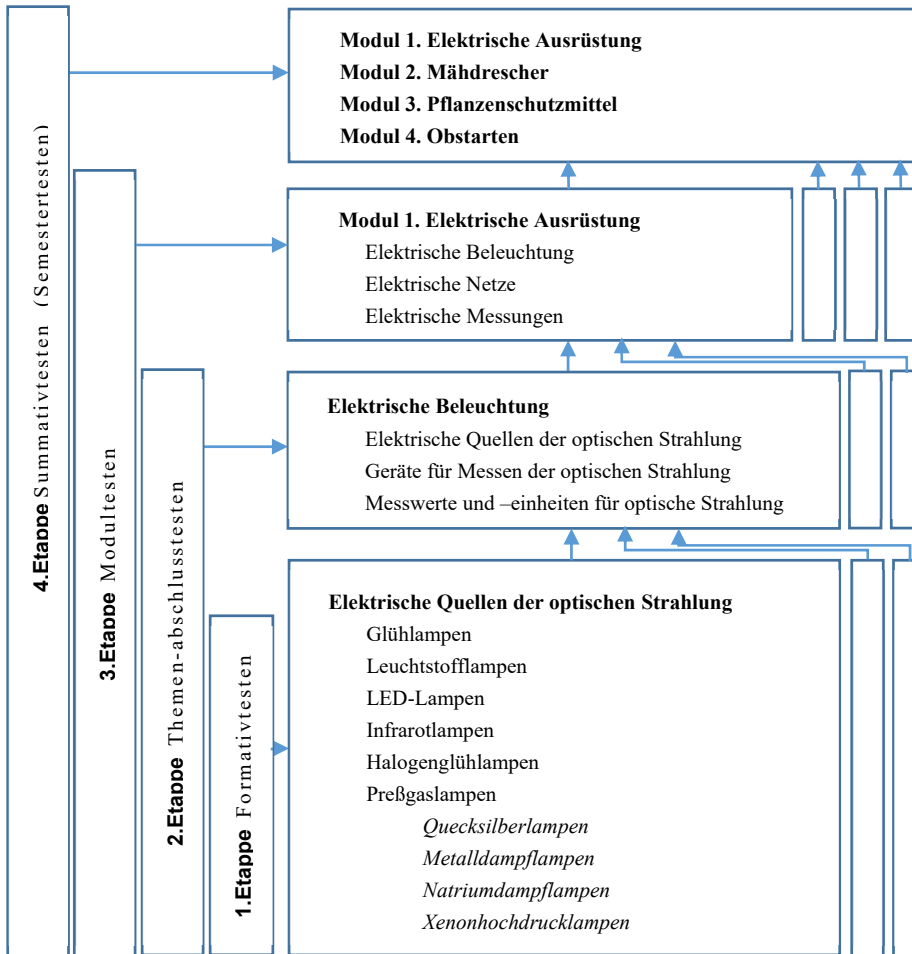 4.Etappe Summativtesten (Semestertesten)
3.Etappe Modultesten
2.Etappe Themen-abschlusstesten
1.Etappe Formativtesten
Modul 1. Elektrische Ausrüstung
Modul 2. Mähdrescher
Modul 3. Pflanzenschutzmittel
Modul 4. Obstarten
Modul 1. Elektrische Ausrüstung
Elektrische Beleuchtung
Elektrische Netze
Elektrische Messungen
Elektrische Beleuchtung
Elektrische Quellen der optischen Strahlung
Geräte für Messen der optischen Strahlung
Messwerte und –einheiten für optische Strahlung
Elektrische Quellen der optischen Strahlung
Glühlampen
Leuchtstofflampen
LED-Lampen
Infrarotlampen
Halogenglühlampen
Preßgaslampen
Quecksilberlampen
Metalldampflampen
Natriumdampflampen
Xenonhochdrucklampen